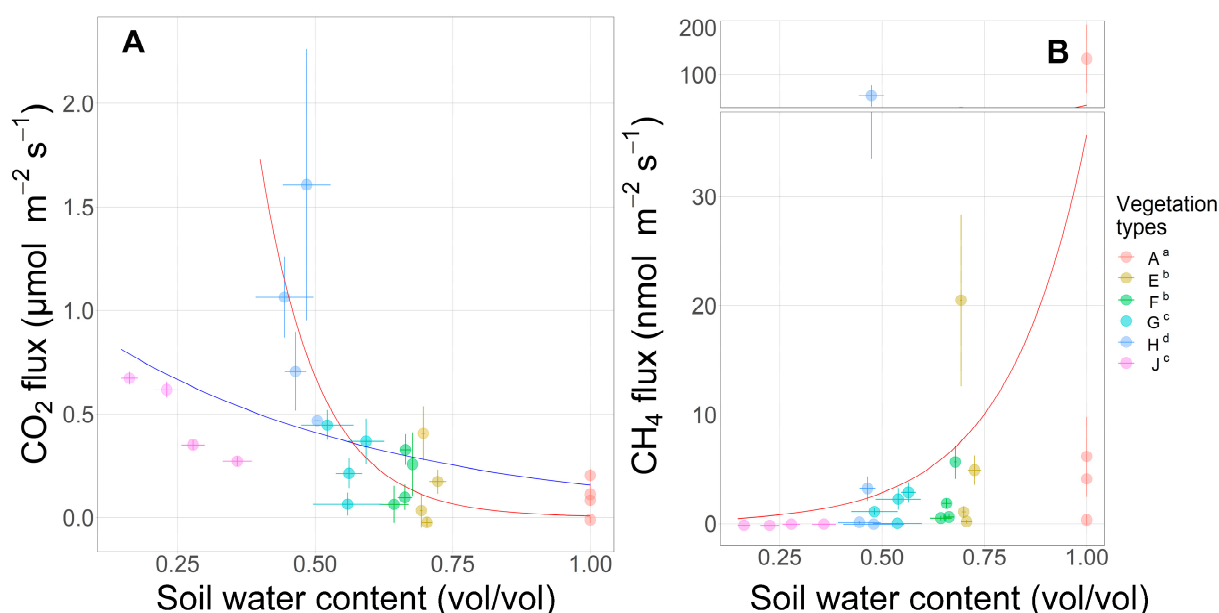 A
CO₂ flux (μmol m⁻² s⁻¹)
2.0
1.5
1.0
0.5
0.0
0.25
0.50
0.75
1.00
Soil water content (vol/vol)
B
CH₄ flux (nmol m⁻² s⁻¹)
200
100
30
20
10
0
0.25
0.50
0.75
1.00
Soil water content (vol/vol)
Vegetation
types
A ᵃ
E ᵇ
F ᵇ
G ᶜ
H ᵈ
J ᶜ